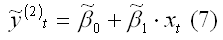 ỹ⁽²⁾ₜ = β̃₀ + β̃₁ · xₜ (7)